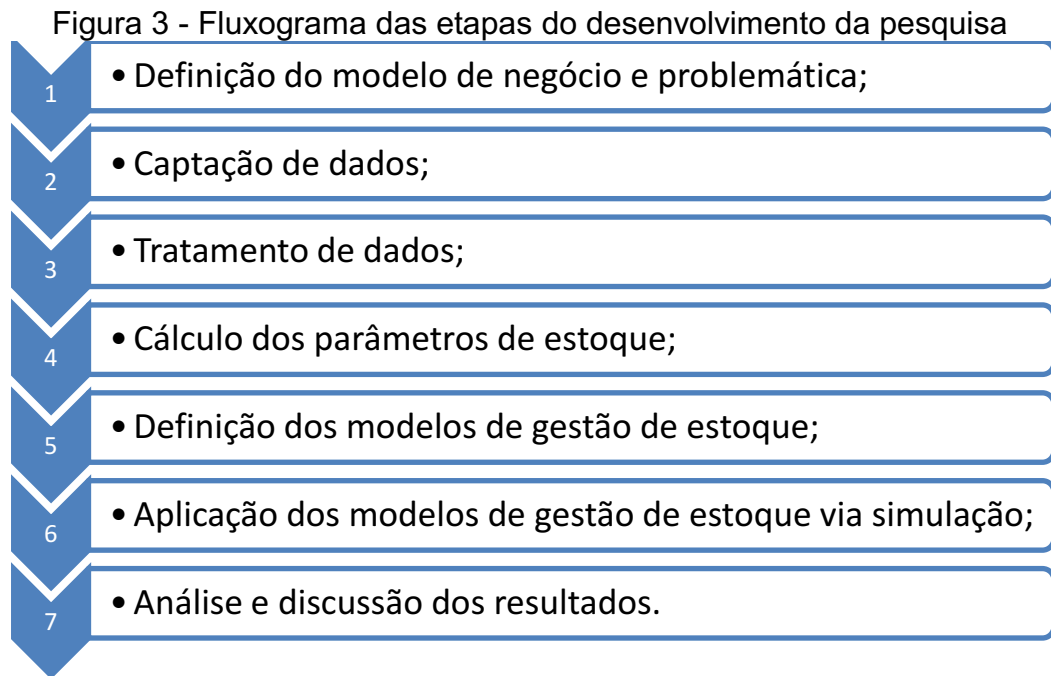 Figura 3 - Fluxograma das etapas do desenvolvimento da pesquisa
1 • Definição do modelo de negócio e problemática;
2 • Captação de dados;
3 • Tratamento de dados;
4 • Cálculo dos parâmetros de estoque;
5 • Definição dos modelos de gestão de estoque;
6 • Aplicação dos modelos de gestão de estoque via simulação;
7 • Análise e discussão dos resultados.